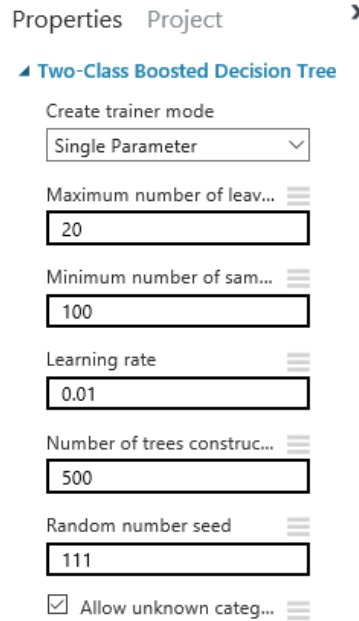 Properties Project
Two-Class Boosted Decision Tree
Create trainer mode
Single Parameter
Maximum number of leav...
20
Minimum number of sam...
100
Learning rate
0.01
Number of trees construc...
500
Random number seed
111
Allow unknown categ...